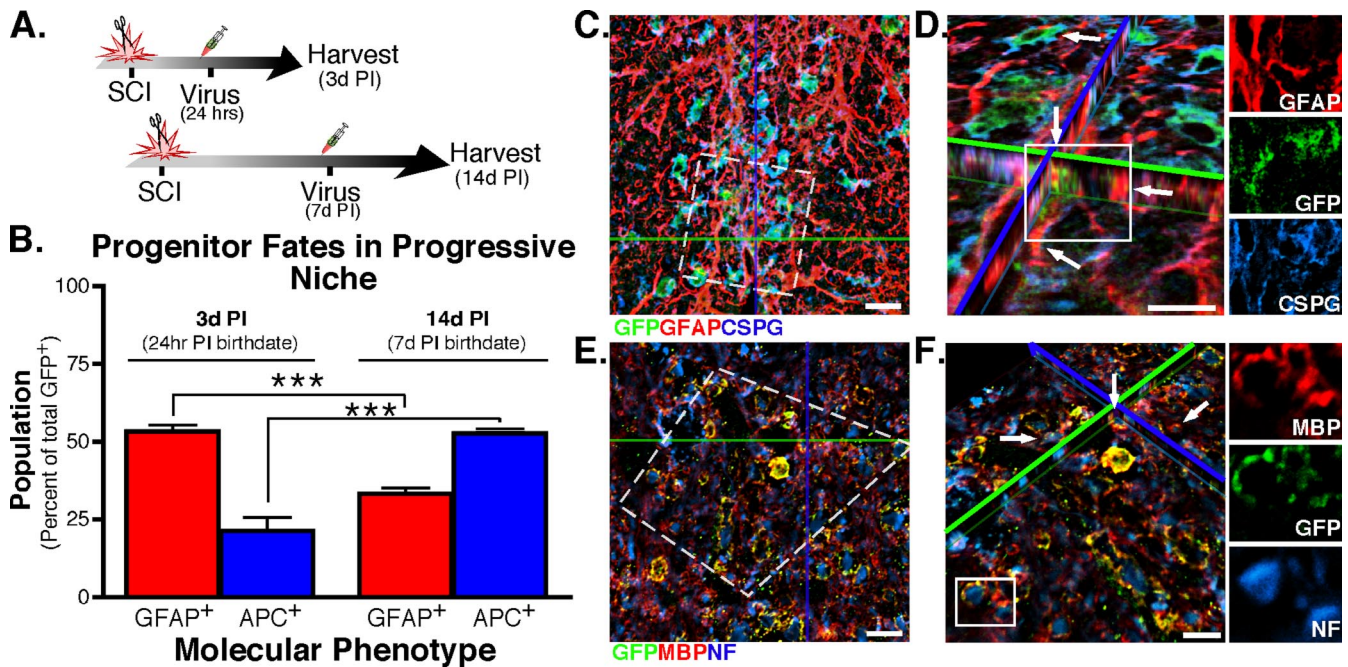 A.
SCI
Virus
(24 hrs)
Harvest
(3d PI)
SCI
Virus
(7d PI)
Harvest
(14d PI)
B.
Progenitor Fates in Progressive
Niche
Population
(Percent of total GFP+)
100
75
50
25
0
3d PI
(24hr PI birthdate)
14d PI
(7d PI birthdate)
***
***
GFAP+
APC+
GFAP+
APC+
Molecular Phenotype
C.
GFPGFAPCSPG
D.
GFAP
GFP
CSPG
E.
GFPMBPNF
F.
MBP
GFP
NF